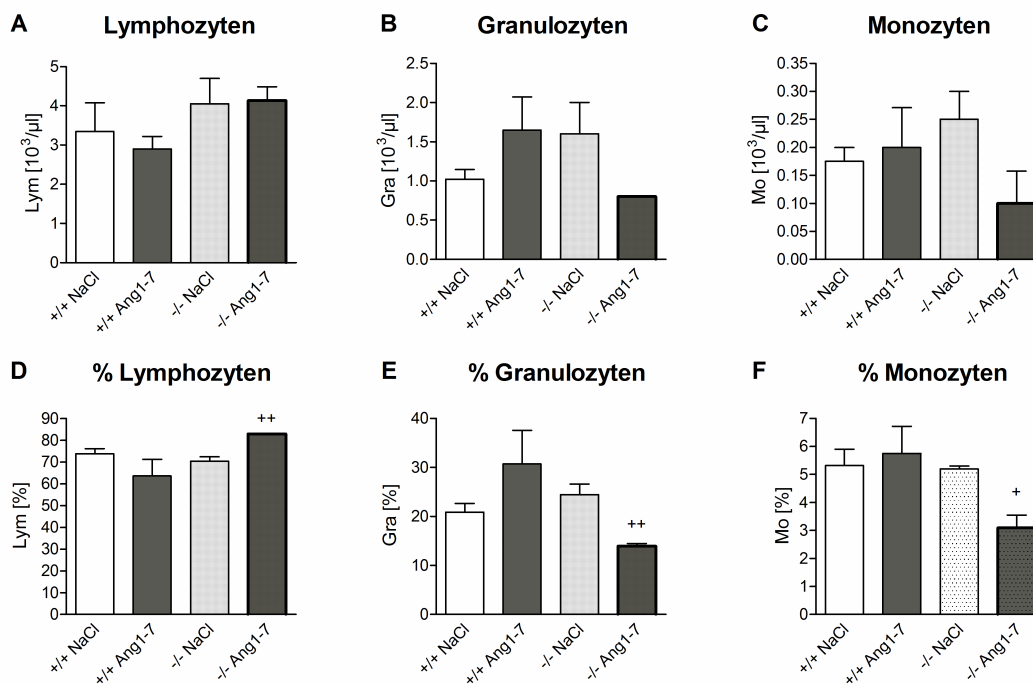 A Lymphozyten
Lym [10³/µl]
5
4
3
2
1
0
+/+ NaCl
+/+ Ang1-7
-/- NaCl
-/- Ang1-7
B Granulozyten
Gra [10³/µl]
2.5
2.0
1.5
1.0
0.5
0.0
+/+ NaCl
+/+ Ang1-7
-/- NaCl
-/- Ang1-7
C Monozyten
Mo [10³/µl]
0.35
0.30
0.25
0.20
0.15
0.10
0.05
0.00
+/+ NaCl
+/+ Ang1-7
-/- NaCl
-/- Ang1-7
D % Lymphozyten
Lym [%]
90
80
70
60
50
40
30
20
10
0
++
+/+ NaCl
+/+ Ang1-7
-/- NaCl
-/- Ang1-7
E % Granulozyten
Gra [%]
40
30
20
10
0
++
+/+ NaCl
+/+ Ang1-7
-/- NaCl
-/- Ang1-7
F % Monozyten
Mo [%]
7
6
5
4
3
2
1
0
+
+/+ NaCl
+/+ Ang1-7
-/- NaCl
-/- Ang1-7